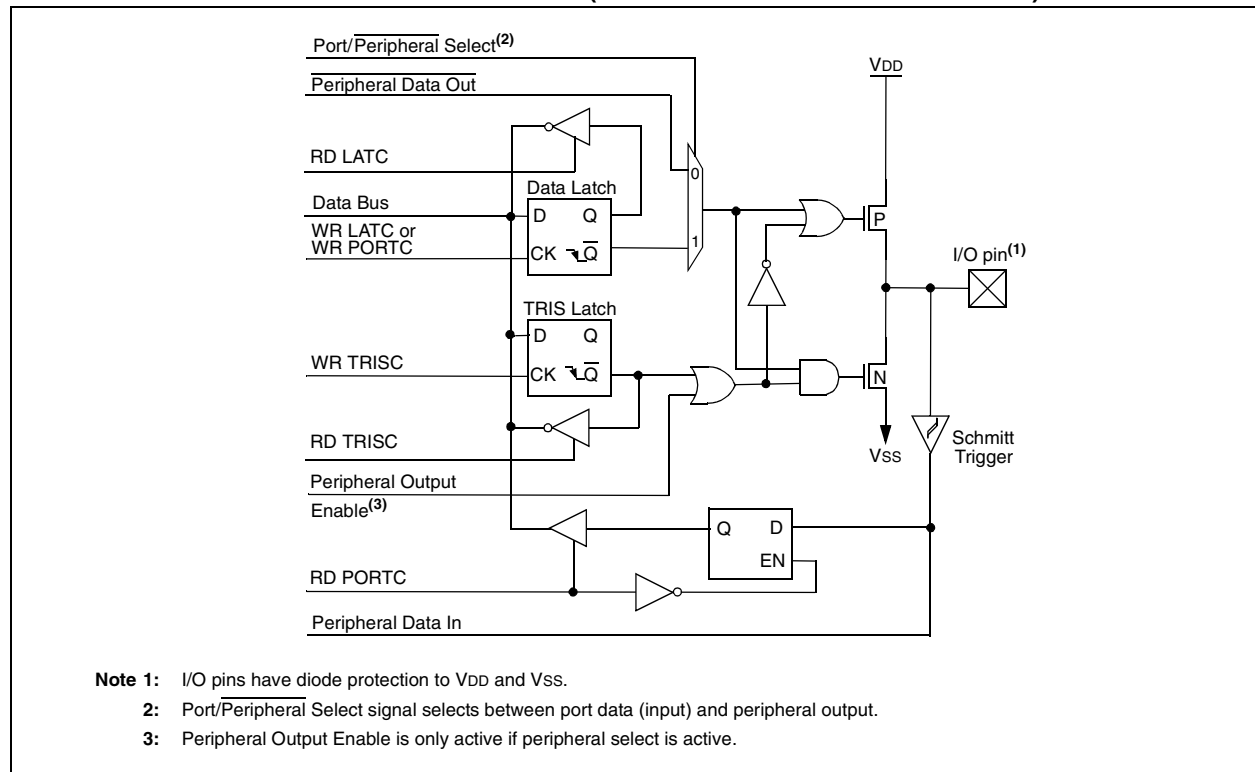 Port/Peripheral Select(2)
Peripheral Data Out
VDD
RD LATC
0
Data Latch
Data Bus
D Q
WR LATC or
WR PORTC
CK Q
1
P
I/O pin(1)
TRIS Latch
D Q
WR TRISC
CK Q
N
RD TRISC
VSS
Schmitt
Trigger
Peripheral Output
Enable(3)
Q D
EN
RD PORTC
Peripheral Data In
Note 1: I/O pins have diode protection to VDD and VSS.
2: Port/Peripheral Select signal selects between port data (input) and peripheral output.
3: Peripheral Output Enable is only active if peripheral select is active.